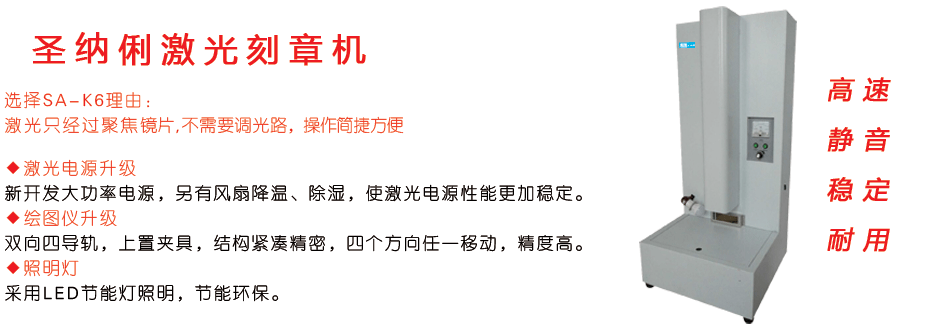 圣纳俐激光刻章机
选择SA-K6理由：
激光只经过聚焦镜片,不需要调光路，操作简捷方便
◆激光电源升级
新开发大功率电源，另有风扇降温、除湿，使激光电源性能更加稳定。
◆绘图仪升级
双向四导轨，上置夹具，结构紧凑精密，四个方向任一移动，精度高。
◆照明灯
采用LED节能灯照明，节能环保。
高速
静音
稳定
耐用